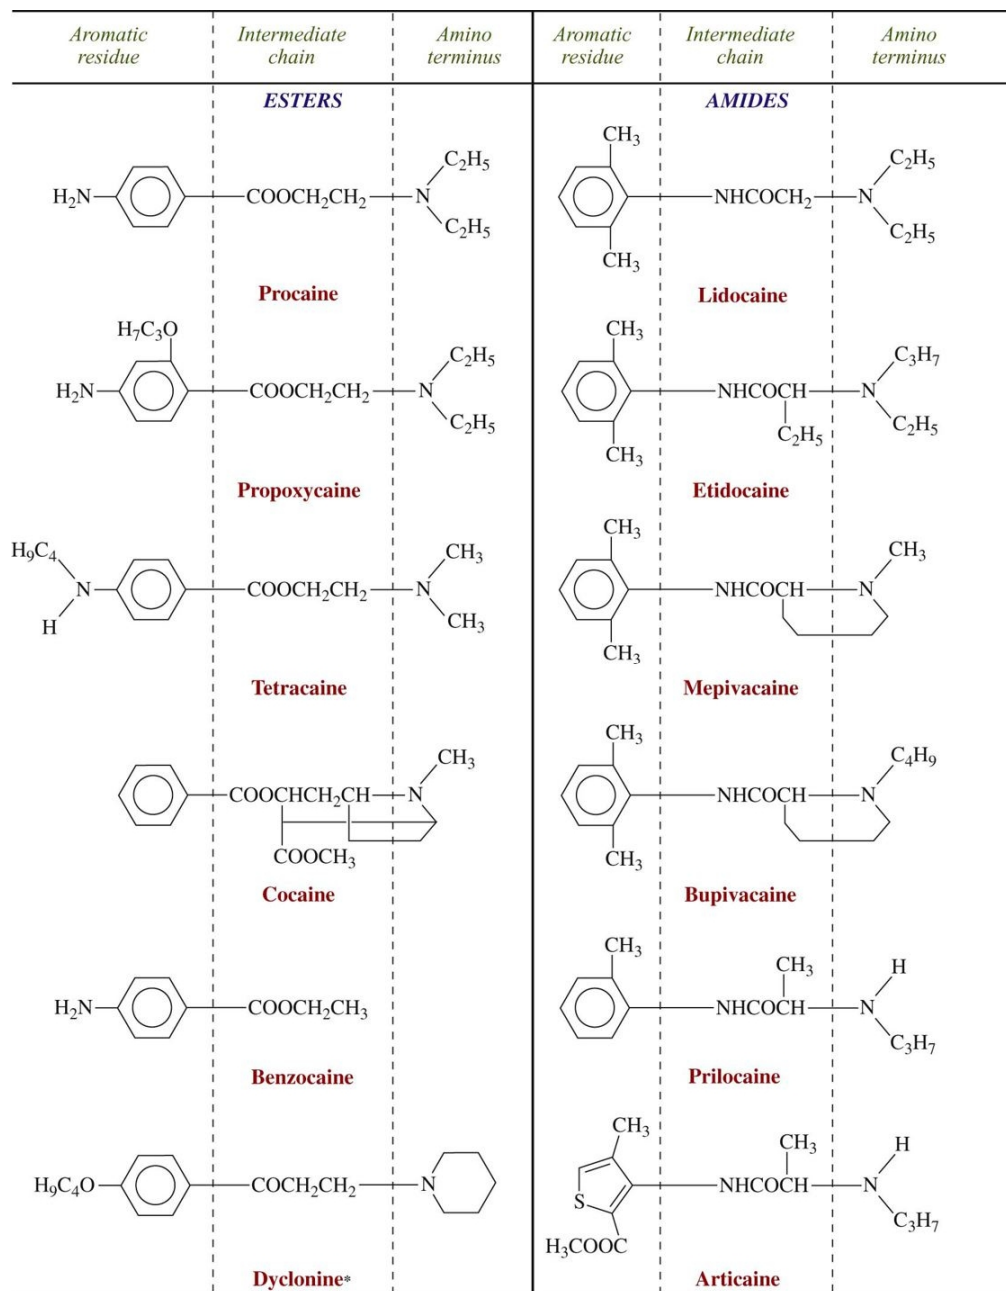 Aromatic residue Intermediate chain Amino terminus Aromatic residue Intermediate chain Amino terminus
ESTERS
H₂N COOCH₂CH₂ N C₂H₅ C₂H₅
Procaine
H₇C₃O H₂N COOCH₂CH₂ N C₂H₅ C₂H₅
Propoxycaine
H₉C₄ N H COOCH₂CH₂ N CH₃ CH₃
Tetracaine
COOCHCH₂CH N CH₃
COOCH₃
Cocaine
H₂N COOCH₂CH₃
Benzocaine
H₉C₄O COCH₂CH₂ N
Dyclonine*
AMIDES
CH₃ CH₃ NHCOCH₂ N C₂H₅ C₂H₅
Lidocaine
CH₃ CH₃ NHCOCH C₂H₅ N C₃H₇ C₂H₅
Etidocaine
CH₃ CH₃ NHCOCH N CH₃
Mepivacaine
CH₃ CH₃ NHCOCH N C₄H₉
Bupivacaine
CH₃ NHCOCH CH₃ N H C₃H₇
Prilocaine
CH₃ S H₃COOC NHCOCH CH₃ N H C₃H₇
Articaine